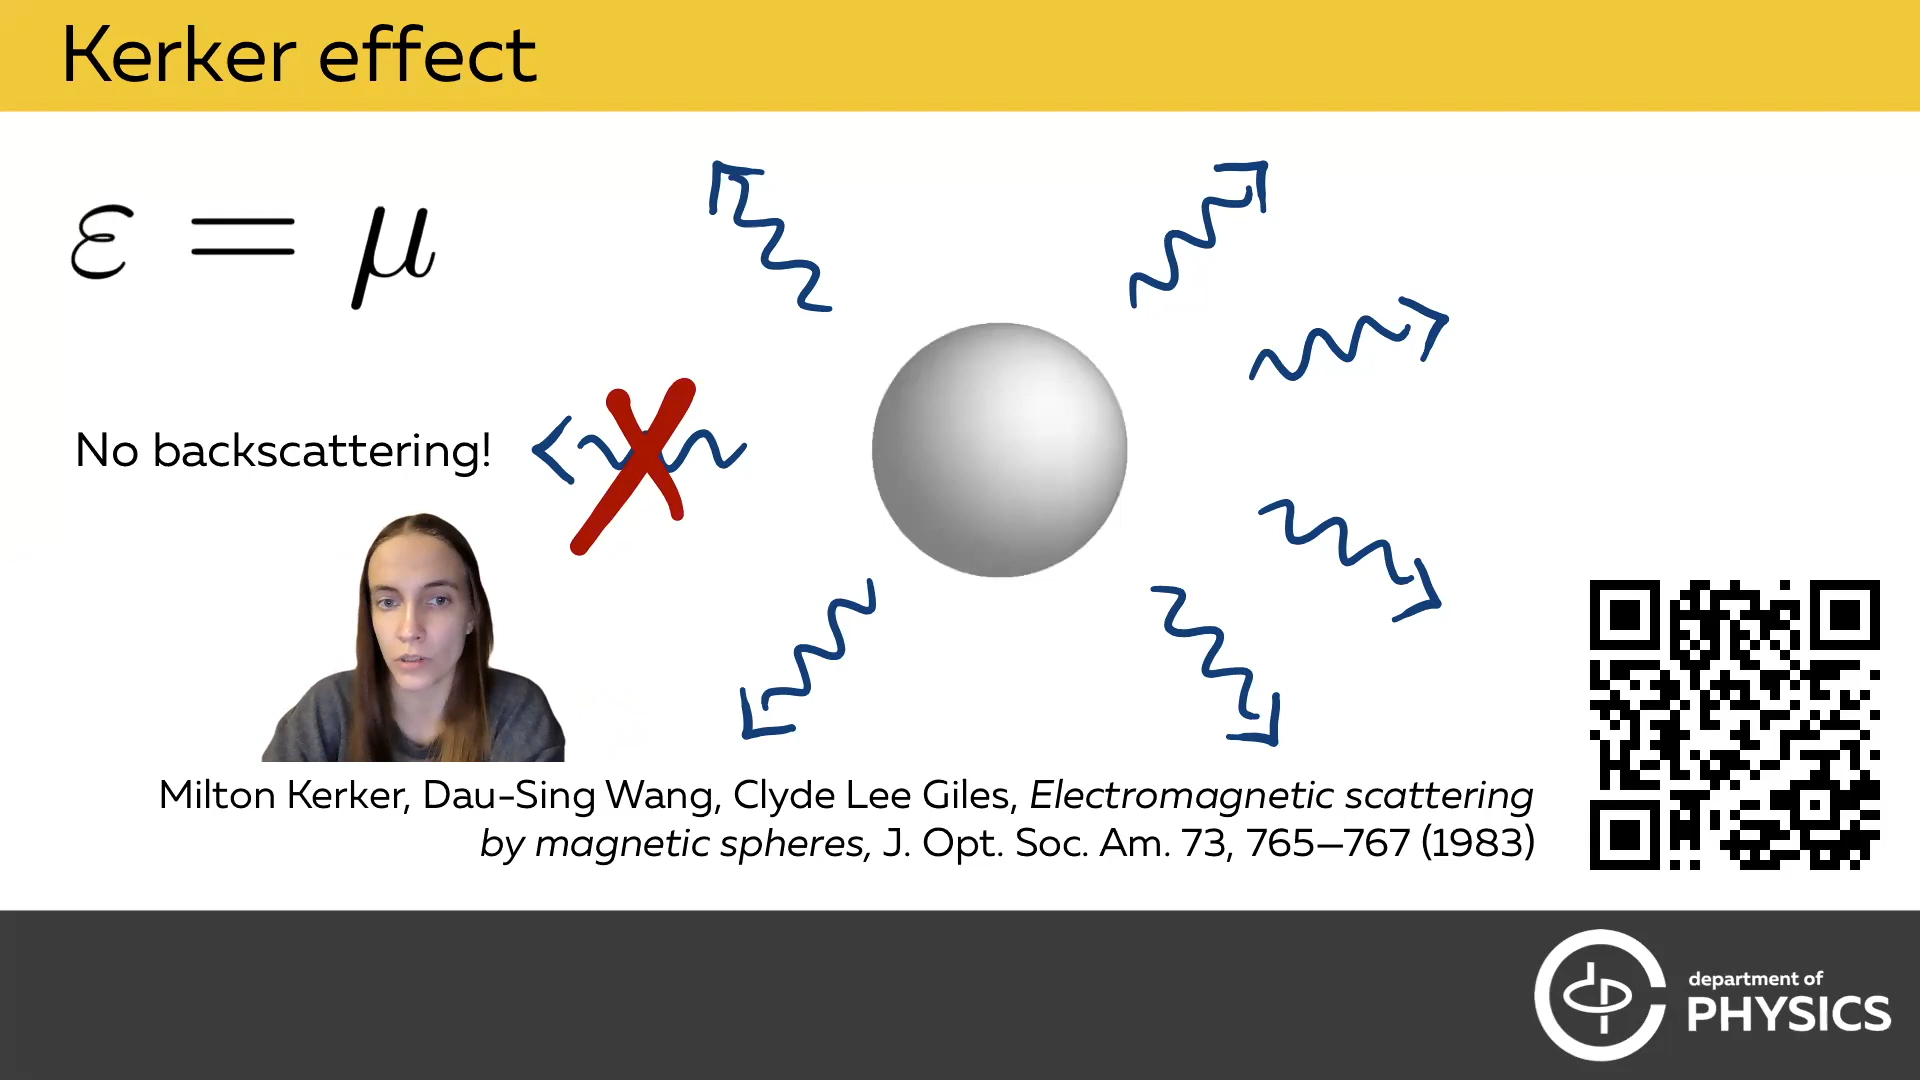 Kerker effect
ε = μ
No backscattering!
Milton Kerker, Dau-Sing Wang, Clyde Lee Giles, Electromagnetic scattering
by magnetic spheres, J. Opt. Soc. Am. 73, 765–767 (1983)
department of
PHYSICS